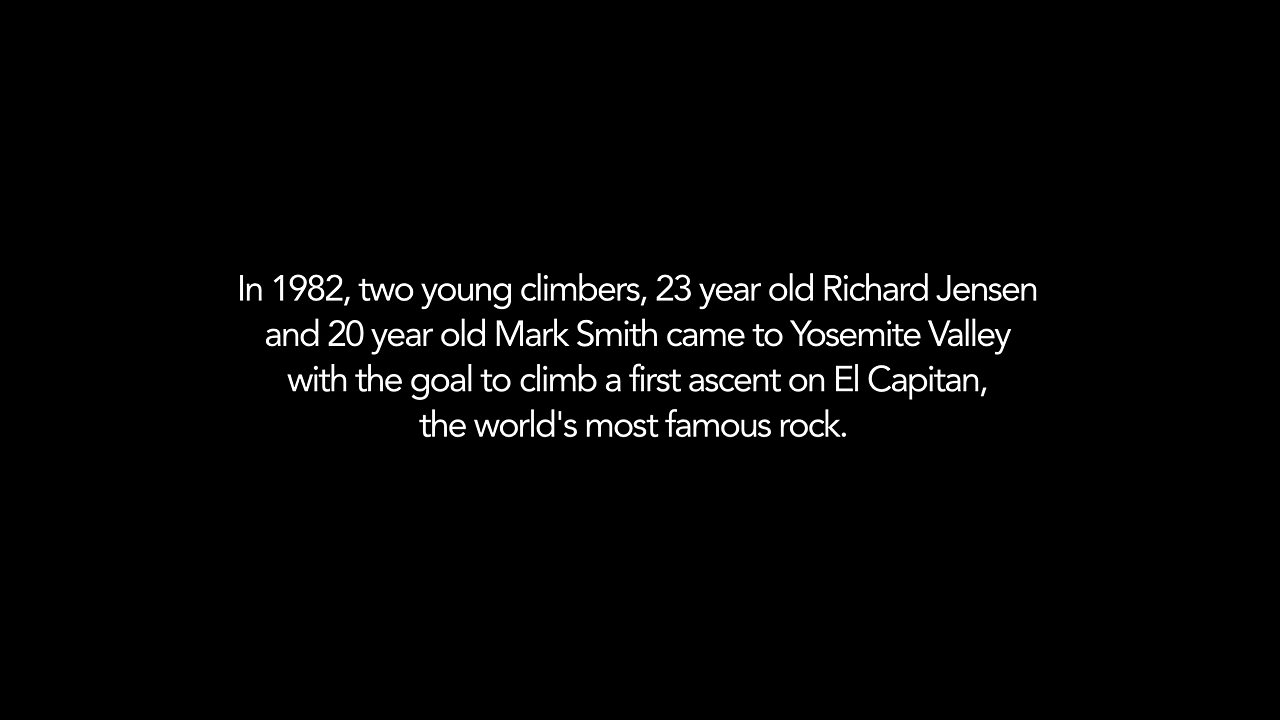 In 1982, two young climbers, 23 year old Richard Jensen
and 20 year old Mark Smith came to Yosemite Valley
with the goal to climb a first ascent on El Capitan,
the world's most famous rock.